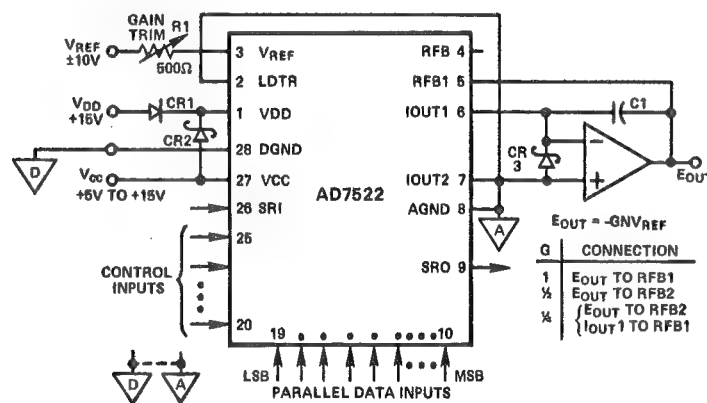 GAIN
TRIM R1
VREF
±10V
500Ω
3 VREF
2 LDTR
VDD
+15V
CR1
1 VDD
CR2
D
28 DGND
VCC
+5V TO +15V
27 VCC
26 SRI
25
CONTROL
INPUTS
20
AD7522
RFB 4
RFB1 5
IOUT1 6
IOUT2 7
AGND 8
SRO 9
C1
CR
3
−
+
EOUT
A
EOUT = -GNVREF
G CONNECTION
1 EOUT TO RFB1
½ EOUT TO RFB2
¼ { EOUT TO RFB2
IOUT1 TO RFB1
19 10
LSB MSB
PARALLEL DATA INPUTS
D A